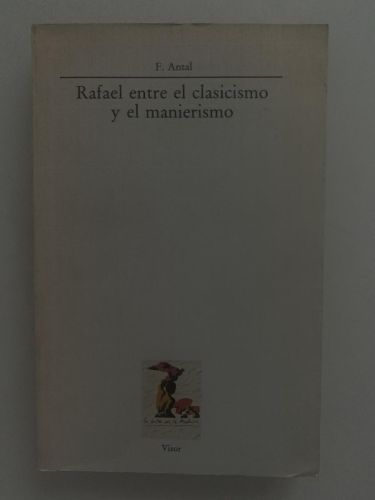 F. Antal
Rafael entre el clasicismo
y el manierismo
Visor